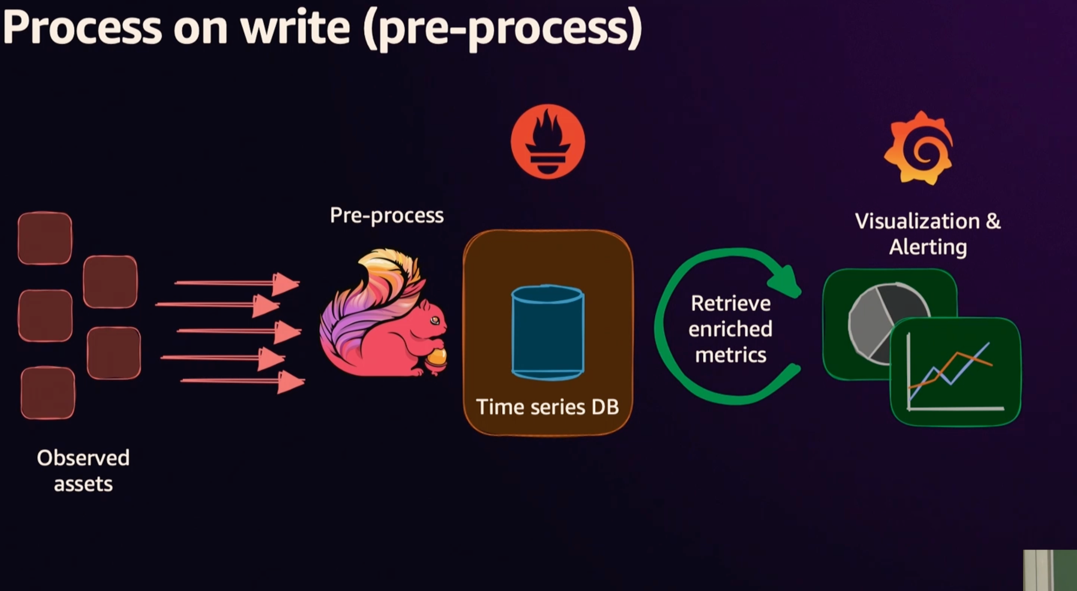 Process on write (pre-process)
Pre-process
Visualization &
Alerting
Retrieve
enriched
metrics
Time series DB
Observed
assets